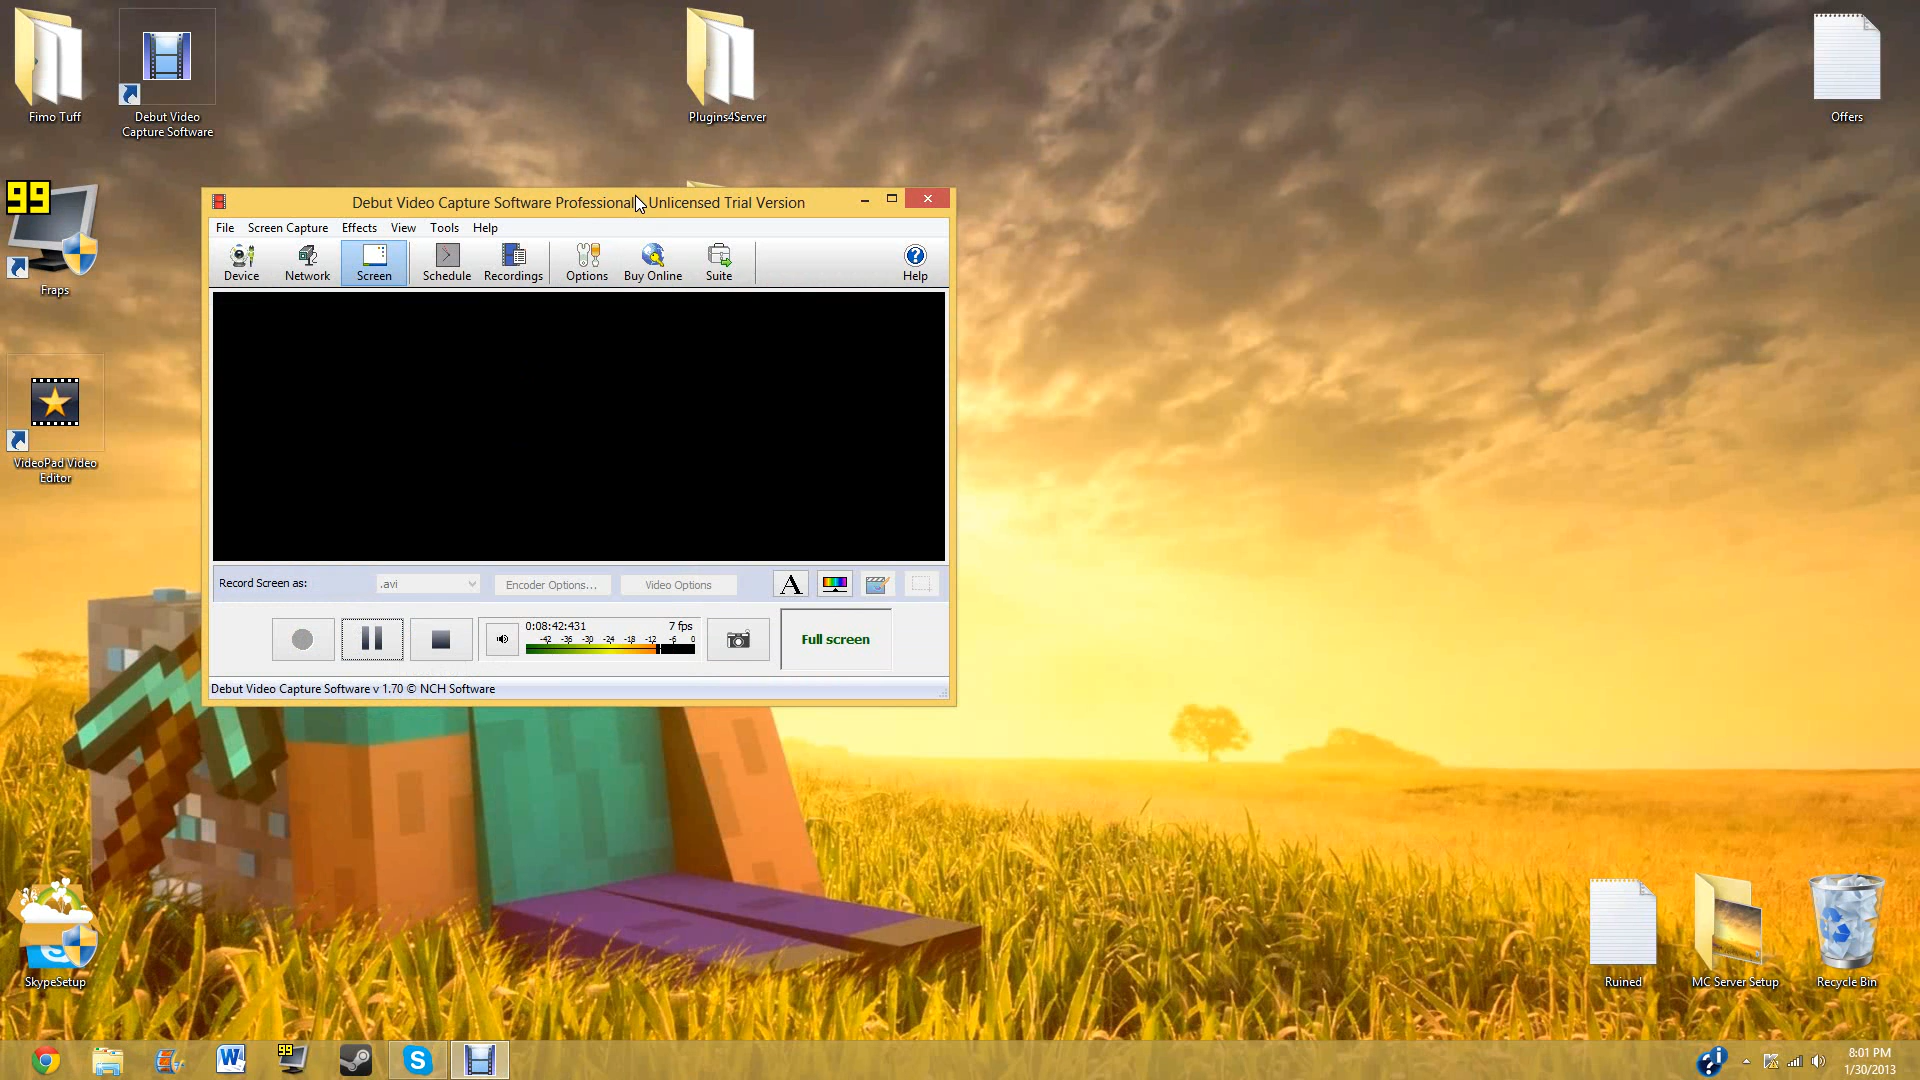 Fimo Tuff
Debut Video
Capture Software
Plugins4Server
Offers
99
Fraps
VideoPad Video
Editor
Debut Video Capture Software Professional Unlicensed Trial Version
File Screen Capture Effects View Tools Help
Device Network Screen Schedule Recordings Options Buy Online Suite Help
Record Screen as: .avi Encoder Options... Video Options A
0:08:42:431 7 fps
-42 -36 -30 -24 -18 -12 -6 0
Full screen
Debut Video Capture Software v 1.70 © NCH Software
SkypeSetup
Ruined
MC Server Setup
Recycle Bin
99
8:01 PM
1/30/2013